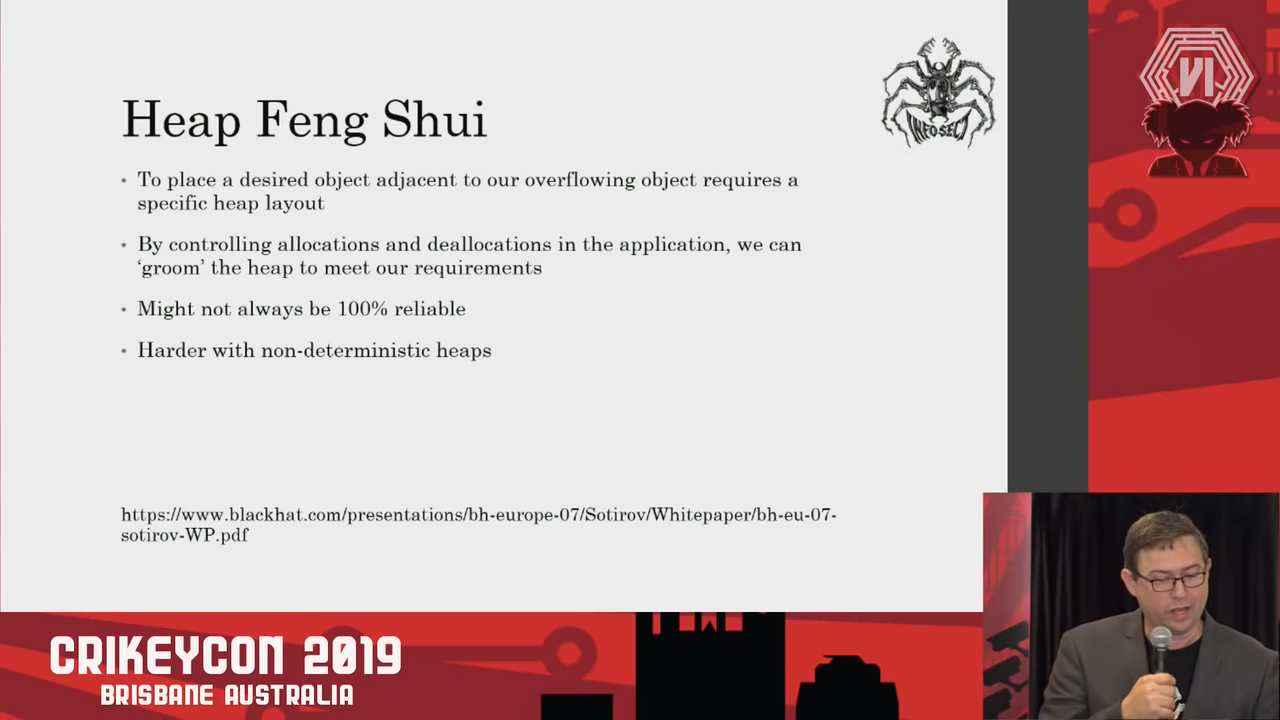 Heap Feng Shui
• To place a desired object adjacent to our overflowing object requires a
specific heap layout
• By controlling allocations and deallocations in the application, we can
‘groom’ the heap to meet our requirements
• Might not always be 100% reliable
• Harder with non-deterministic heaps
https://www.blackhat.com/presentations/bh-europe-07/Sotirov/Whitepaper/bh-eu-07-
sotirov-WP.pdf
INFOSECT
VI
CRIKEYCON 2019
BRISBANE AUSTRALIA